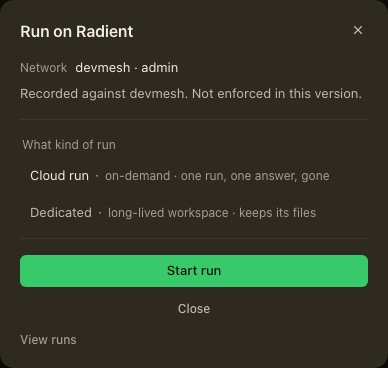 Run on Radient
Network devmesh · admin
Recorded against devmesh. Not enforced in this version.
What kind of run
Cloud run · on-demand · one run, one answer, gone
Dedicated · long-lived workspace · keeps its files
Start run
Close
View runs